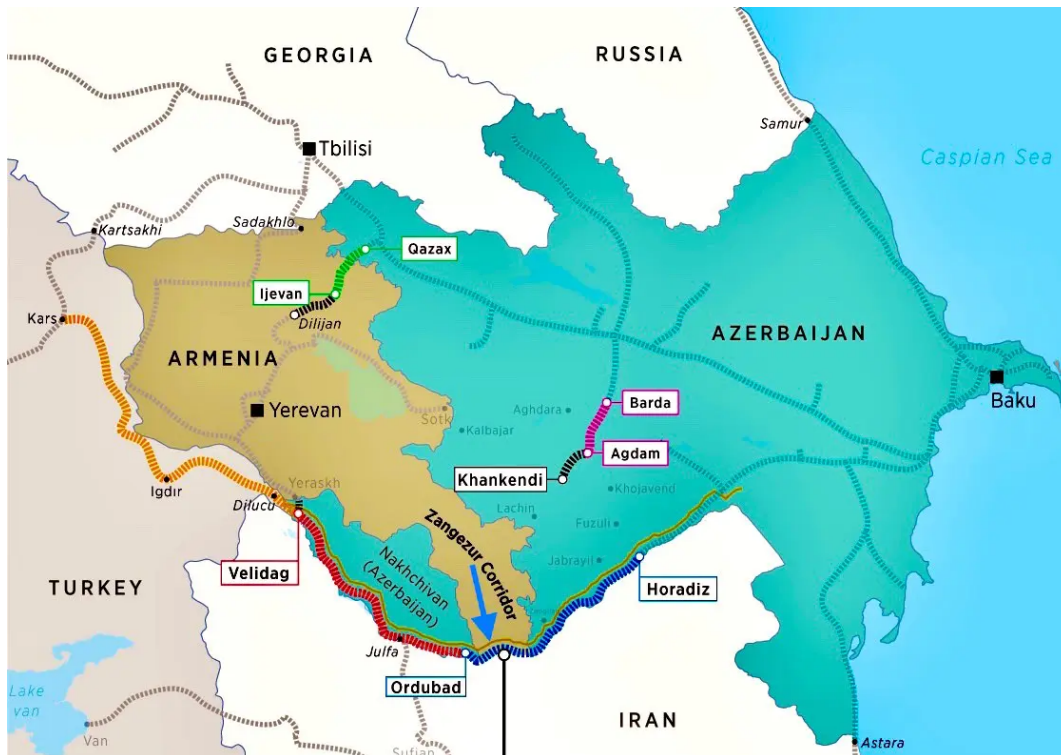 GEORGIA
RUSSIA
Samur
Tbilisi
Caspian Sea
Kartsakhi
Sadakhlo
Qazax
Ijevan
Dilijan
Kars
AZERBAIJAN
ARMENIA
Baku
Yerevan
Sotk
Aghdara
Barda
Kalbajar
Agdam
Khankendi
Igdır
Yeraskh
Khojavend
Dilucu
Lachin
Fuzuli
Zangezur Corridor
Jabrayil
Velidag
Nakhchivan
(Azerbaijan)
Horadiz
TURKEY
Julfa
Ordubad
Lake
van
IRAN
Van
Astara